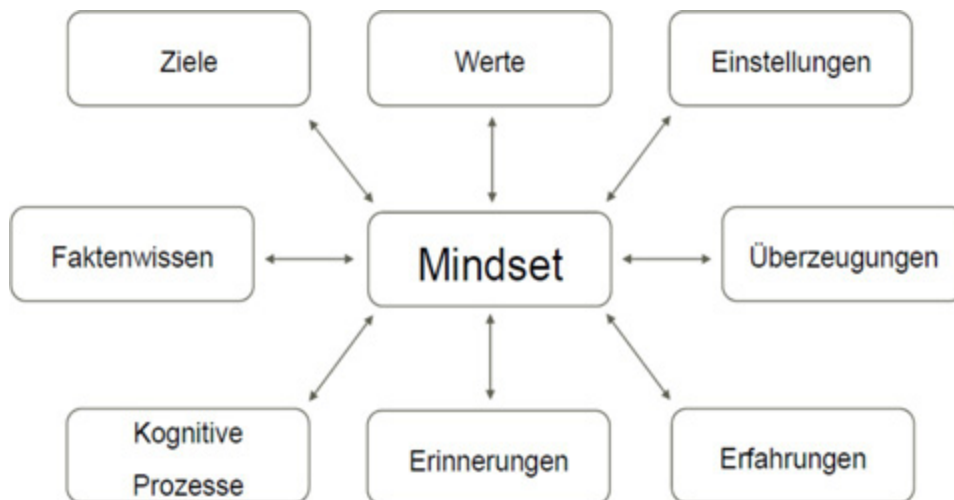 Ziele
Werte
Einstellungen
Faktenwissen
Mindset
Überzeugungen
Kognitive
Prozesse
Erinnerungen
Erfahrungen